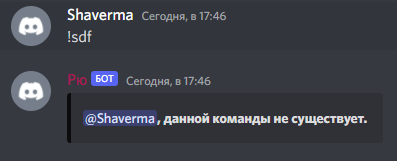 Shaverma Сегодня, в 17:46
!sdf
Рю БОТ Сегодня, в 17:46
@Shaverma, данной команды не существует.